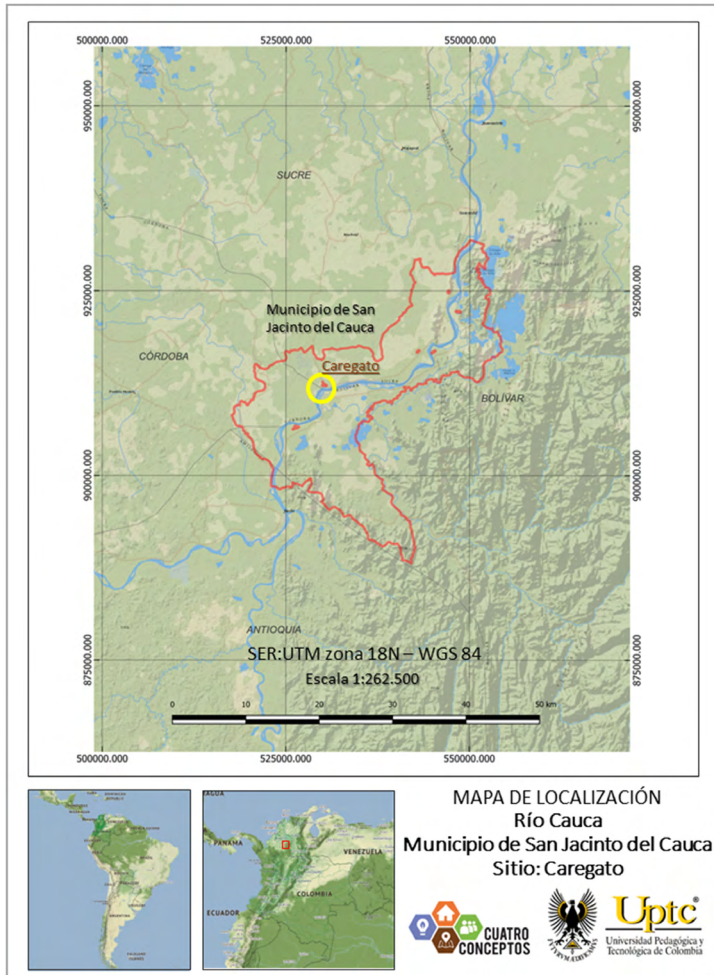 500000.000 525000.000 550000.000
950000.000 950000.000
SUCRE
925000.000 925000.000
Municipio de San
Jacinto del Cauca
CÓRDOBA
Caregato
BOLÍVAR
900000.000 900000.000
ANTIOQUIA
SER:UTM zona 18N – WGS 84
875000.000 875000.000
Escala 1:262.500
0 10 20 30 40 50 km
500000.000 525000.000 550000.000
MAPA DE LOCALIZACIÓN
Río Cauca
Municipio de San Jacinto del Cauca
Sitio: Caregato
PANAMA
VENEZUELA
COLOMBIA
ECUADOR
CUATRO
CONCEPTOS
Uptc®
Universidad Pedagógica y
Tecnológica de Colombia